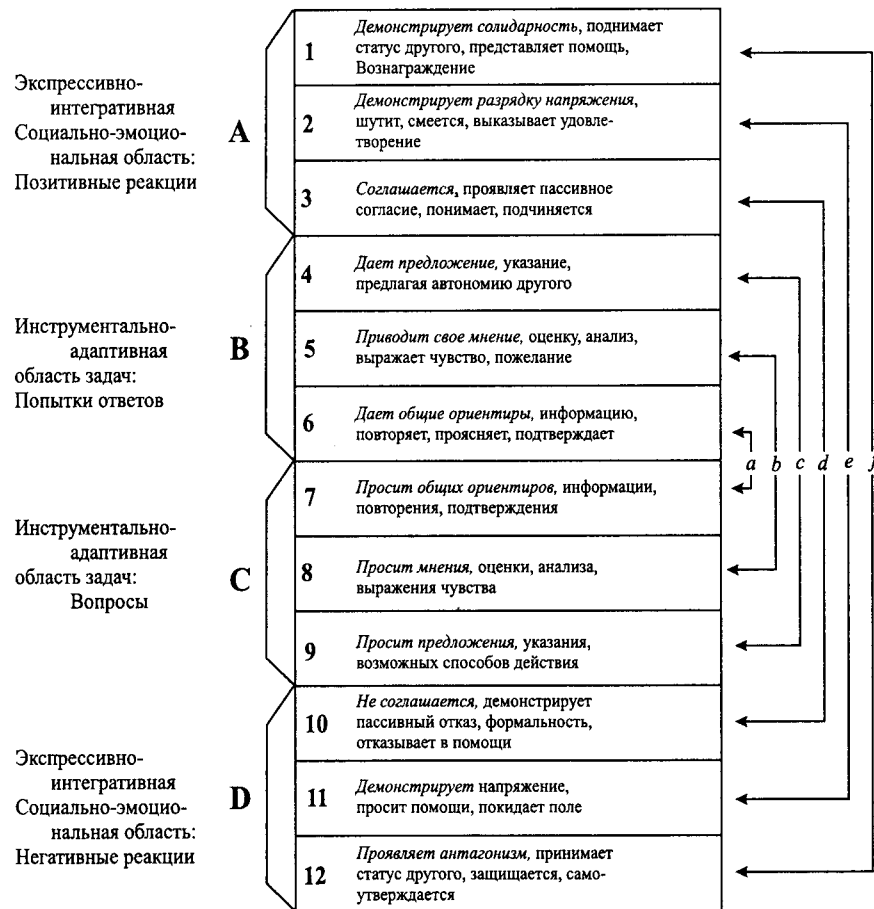 Экспрессивно-
интегративная
Социально-эмоцио-
нальная область:
Позитивные реакции
A
1
Демонстрирует солидарность, поднимает
статус другого, представляет помощь,
Вознаграждение
2
Демонстрирует разрядку напряжения,
шутит, смеется, выказывает удовле-
творение
3
Соглашается, проявляет пассивное
согласие, понимает, подчиняется
Инструментально-
адаптивная
область задач:
Попытки ответов
B
4
Дает предложение, указание,
предлагая автономию другого
5
Приводит свое мнение, оценку, анализ,
выражает чувство, пожелание
6
Дает общие ориентиры, информацию,
повторяет, проясняет, подтверждает
Инструментально-
адаптивная
область задач:
Вопросы
C
7
Просит общих ориентиров, информации,
повторения, подтверждения
8
Просит мнения, оценки, анализа,
выражения чувства
9
Просит предложения, указания,
возможных способов действия
Экспрессивно-
интегративная
Социально-эмоцио-
нальная область:
Негативные реакции
D
10
Не соглашается, демонстрирует
пассивный отказ, формальность,
отказывает в помощи
11
Демонстрирует напряжение,
просит помощи, покидает поле
12
Проявляет антагонизм, принимает
статус другого, защищается, само-
утверждается
a b c d e